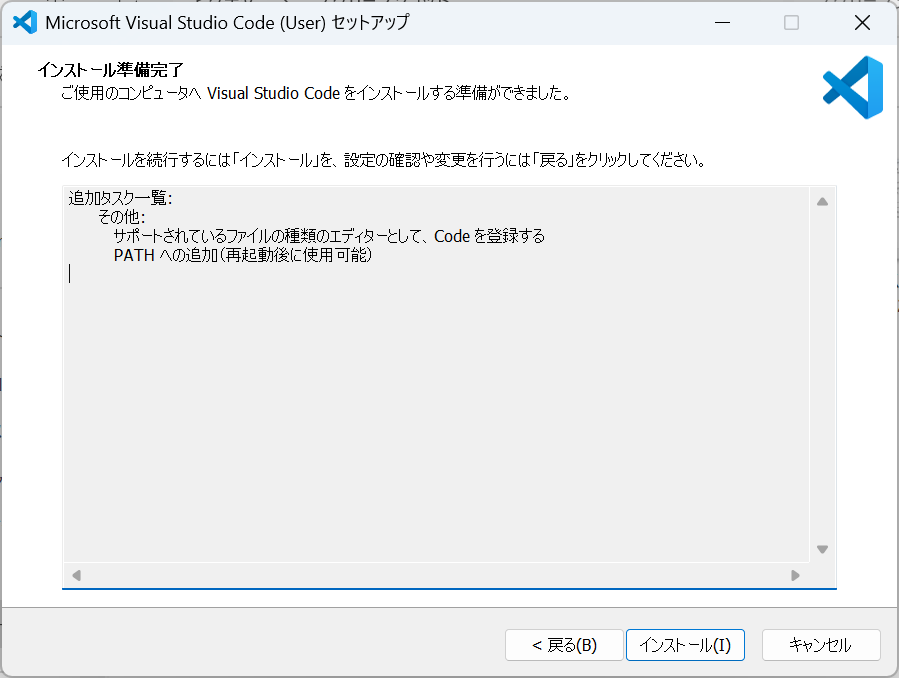 Microsoft Visual Studio Code (User) セットアップ
インストール準備完了
ご使用のコンピュータへ Visual Studio Code をインストールする準備ができました。
インストールを続行するには「インストール」を、設定の確認や変更を行うには「戻る」をクリックしてください。
追加タスク一覧:
その他:
サポートされているファイルの種類のエディターとして、Code を登録する
PATH への追加(再起動後に使用可能)
< 戻る(B)
インストール(I)
キャンセル